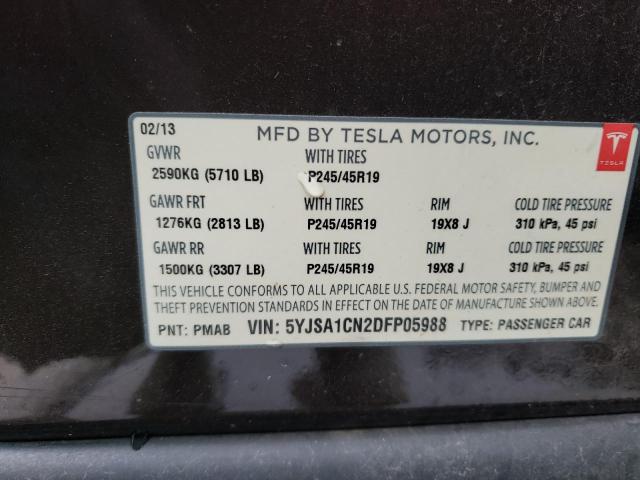 02/13 MFD BY TESLA MOTORS, INC.
TESLA
GVWR WITH TIRES
2590KG (5710 LB) P245/45R19
GAWR FRT WITH TIRES RIM COLD TIRE PRESSURE
1276KG (2813 LB) P245/45R19 19X8 J 310 kPa, 45 psi
GAWR RR WITH TIRES RIM COLD TIRE PRESSURE
1500KG (3307 LB) P245/45R19 19X8 J 310 kPa, 45 psi
THIS VEHICLE CONFORMS TO ALL APPLICABLE U.S. FEDERAL MOTOR SAFETY, BUMPER AND
THEFT PREVENTION STANDARDS IN EFFECT ON THE DATE OF MANUFACTURE SHOWN ABOVE.
PNT: PMAB VIN: 5YJSA1CN2DFP05988 TYPE: PASSENGER CAR